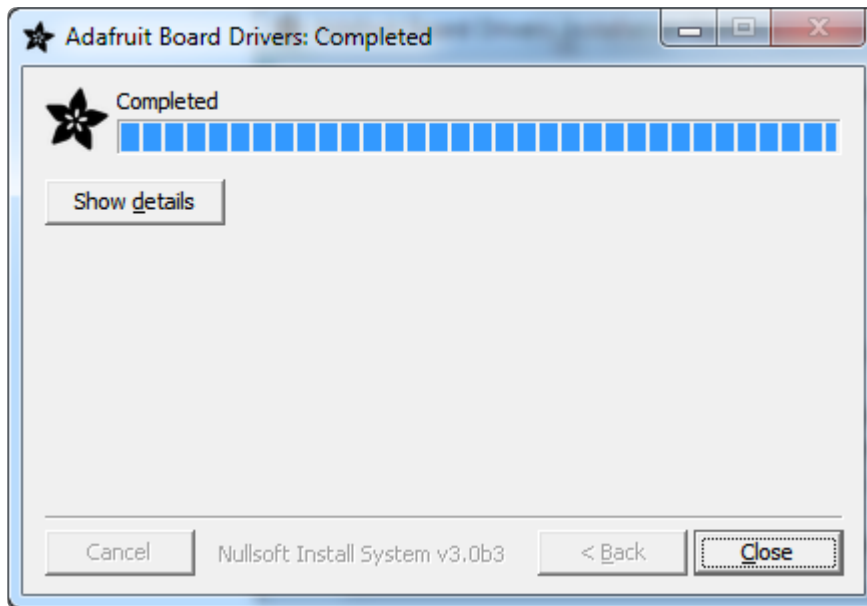 Adafruit Board Drivers: Completed
Completed
Show details
Cancel
Nullsoft Install System v3.0b3
< Back
Close